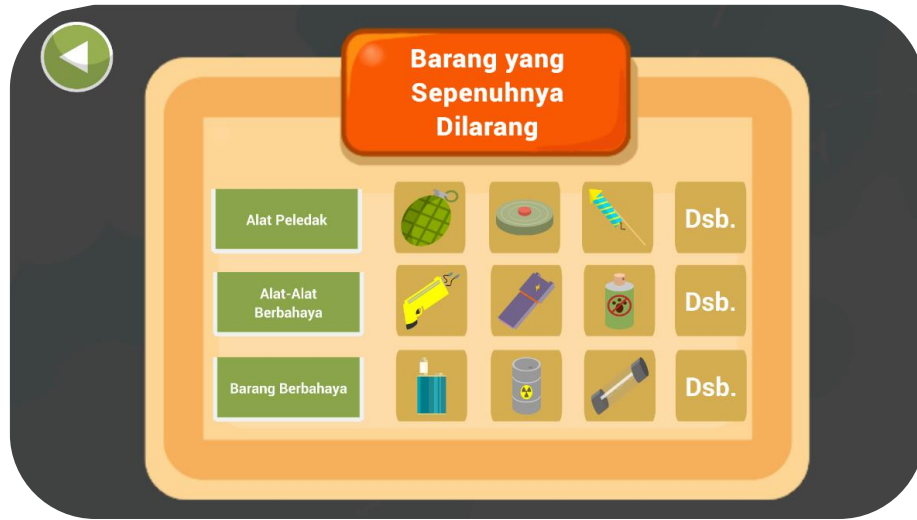 Barang yang
Sepenuhnya
Dilarang
Alat Peledak
Dsb.
Alat-Alat
Berbahaya
Dsb.
Barang Berbahaya
Dsb.